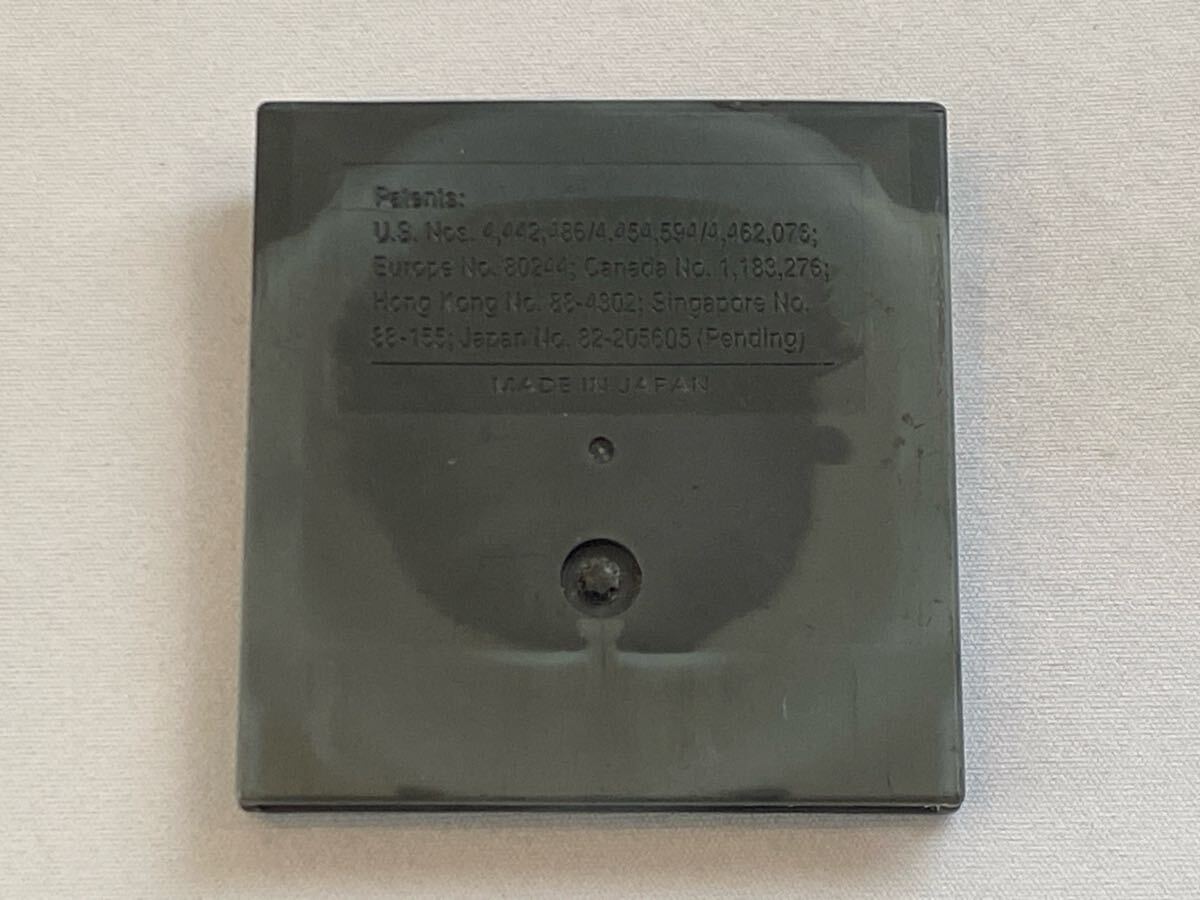 Patents:
U.S. Nos. 4,442,486/4,454,594/4,462,076;
Europe No. 80244; Canada No. 1,183,276;
Hong Kong No. 88-4302; Singapore No.
88-155; Japan No. 82-205605 (Pending)
MADE IN JAPAN